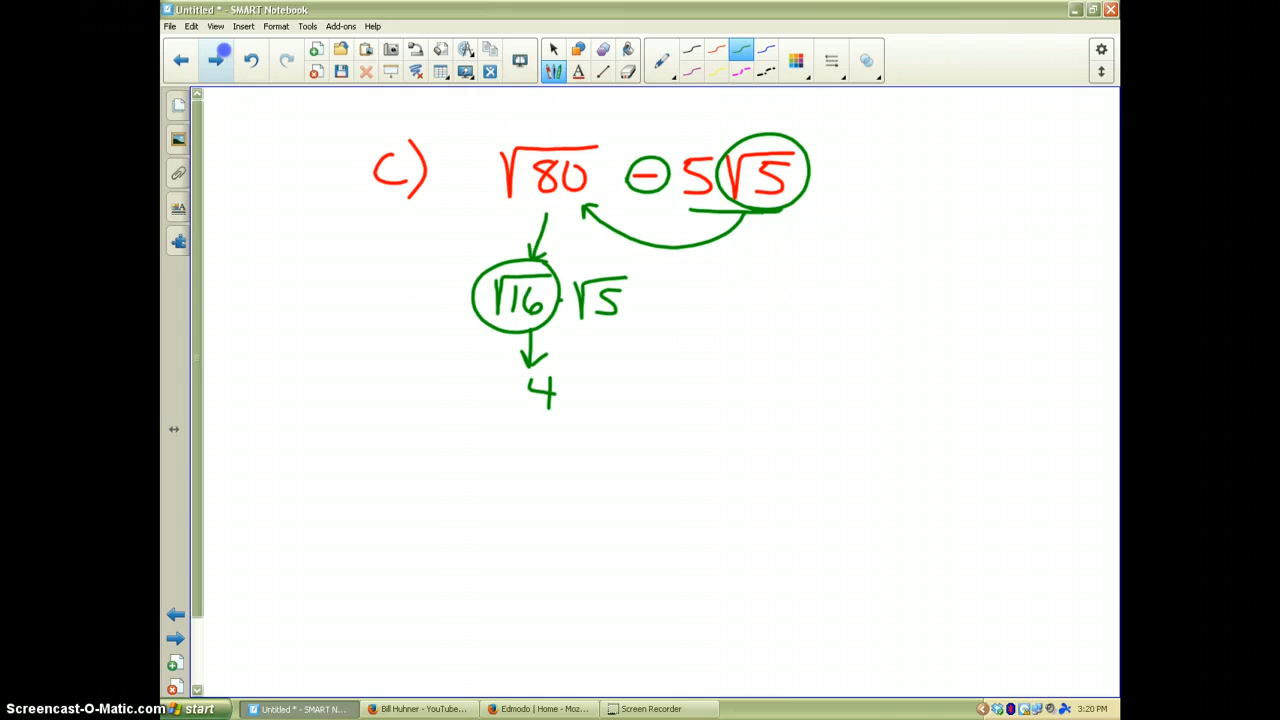 Untitled * - SMART Notebook
File Edit View Insert Format Tools Add-ons Help
c) √80 - 5√5
√16 · √5
4
Screencast-O-Matic.com
start Untitled * - SMART N... Bill Huhner - YouTube... Edmodo | Home - Moz... Screen Recorder 3:20 PM